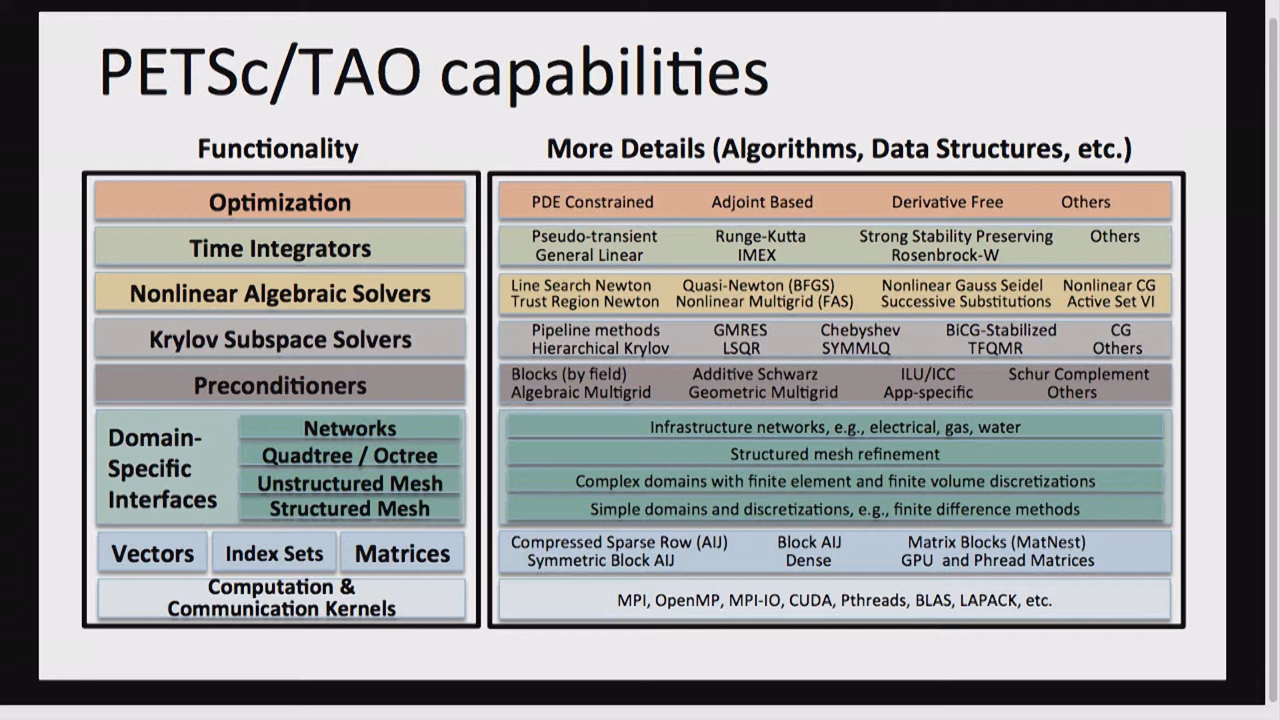 PETSc/TAO capabilities
Functionality
More Details (Algorithms, Data Structures, etc.)
Optimization
PDE Constrained Adjoint Based Derivative Free Others
Time Integrators
Pseudo-transient Runge-Kutta Strong Stability Preserving Others
General Linear IMEX Rosenbrock-W
Nonlinear Algebraic Solvers
Line Search Newton Quasi-Newton (BFGS) Nonlinear Gauss Seidel Nonlinear CG
Trust Region Newton Nonlinear Multigrid (FAS) Successive Substitutions Active Set VI
Krylov Subspace Solvers
Pipeline methods GMRES Chebyshev BiCG-Stabilized CG
Hierarchical Krylov LSQR SYMMLQ TFQMR Others
Preconditioners
Blocks (by field) Additive Schwarz ILU/ICC Schur Complement
Algebraic Multigrid Geometric Multigrid App-specific Others
Domain-
Specific
Interfaces
Networks
Infrastructure networks, e.g., electrical, gas, water
Quadtree / Octree
Structured mesh refinement
Unstructured Mesh
Complex domains with finite element and finite volume discretizations
Structured Mesh
Simple domains and discretizations, e.g., finite difference methods
Vectors Index Sets Matrices
Compressed Sparse Row (AIJ) Block AIJ Matrix Blocks (MatNest)
Symmetric Block AIJ Dense GPU and Phread Matrices
Computation &
Communication Kernels
MPI, OpenMP, MPI-IO, CUDA, Pthreads, BLAS, LAPACK, etc.